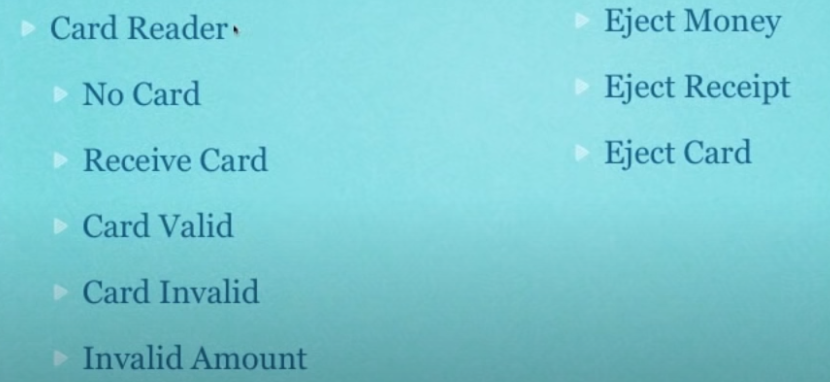 Card Reader
No Card
Receive Card
Card Valid
Card Invalid
Invalid Amount
Eject Money
Eject Receipt
Eject Card